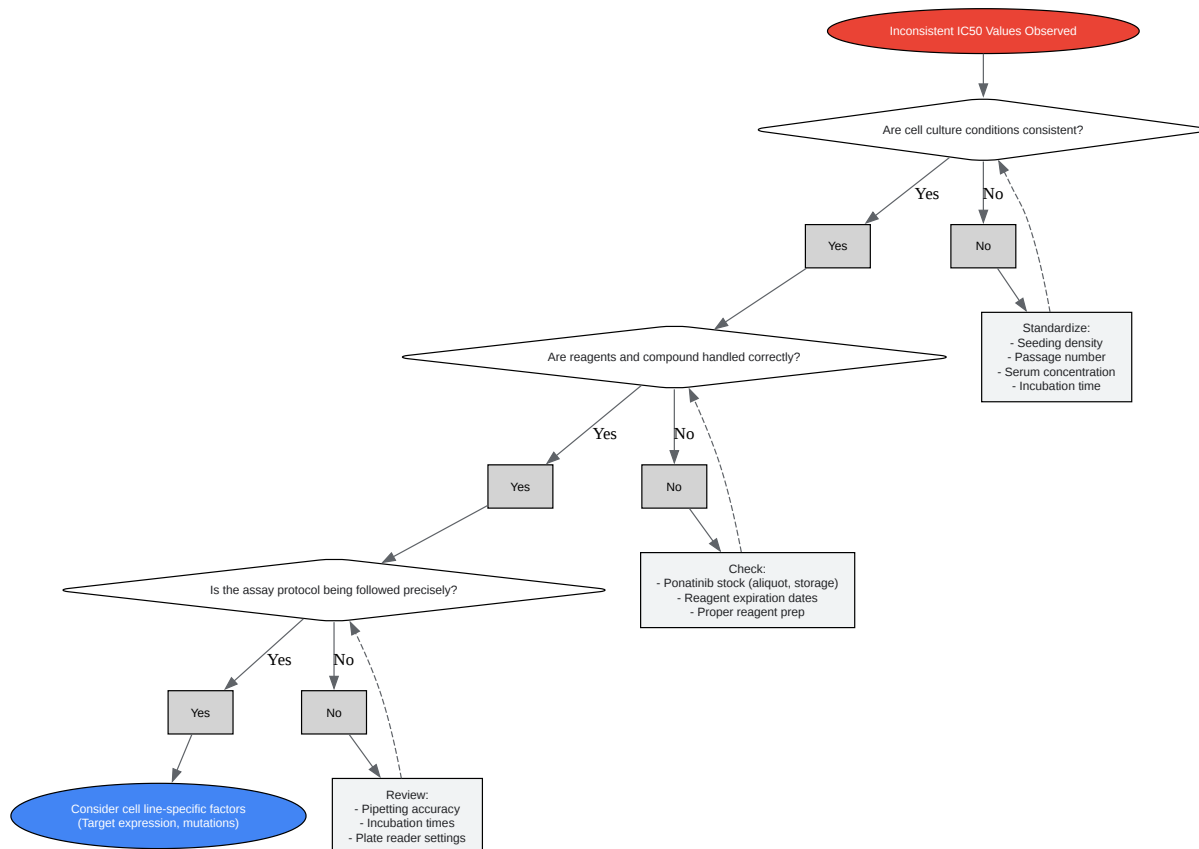 Inconsistent IC50 Values Observed
Are cell culture conditions consistent?
Yes
No
Yes
No
Standardize:
- Seeding density
- Passage number
- Serum concentration
- Incubation time
Are reagents and compound handled correctly?
Yes
No
Yes
No
Check:
- Ponatinib stock (aliquot, storage)
- Reagent expiration dates
- Proper reagent prep
Is the assay protocol being followed precisely?
Yes
No
Yes
No
Consider cell line-specific factors
(Target expression, mutations)
Review:
- Pipetting accuracy
- Incubation times
- Plate reader settings